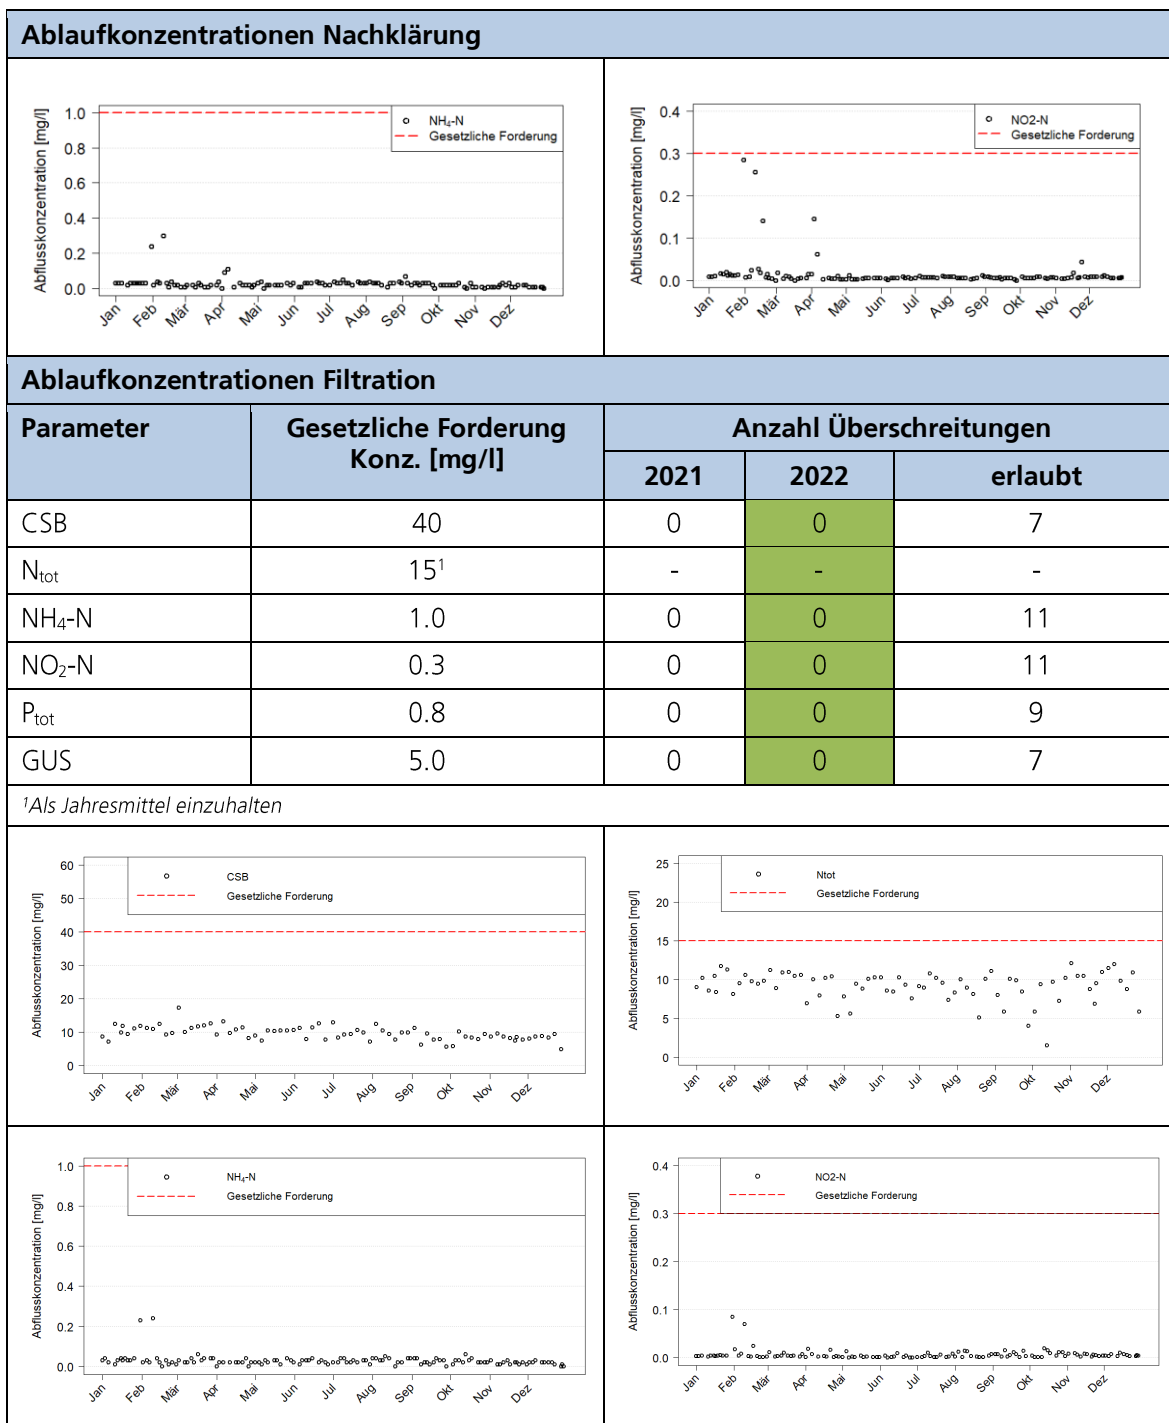 Ablaufkonzentrationen Nachklärung
Abflusskonzentration [mg/l]
1.0
0.8
0.6
0.4
0.2
0.0
NH₄-N
Gesetzliche Forderung
Jan Feb Mär Apr Mai Jun Jul Aug Sep Okt Nov Dez
Abflusskonzentration [mg/l]
0.4
0.3
0.2
0.1
0.0
NO2-N
Gesetzliche Forderung
Jan Feb Mär Apr Mai Jun Jul Aug Sep Okt Nov Dez
Ablaufkonzentrationen Filtration
Parameter Gesetzliche Forderung Konz. [mg/l] Anzahl Überschreitungen
2021 2022 erlaubt
CSB 40 0 0 7
Ntot 15¹ - - -
NH₄-N 1.0 0 0 11
NO₂-N 0.3 0 0 11
Ptot 0.8 0 0 9
GUS 5.0 0 0 7
¹Als Jahresmittel einzuhalten
Abflusskonzentration [mg/l]
60
50
40
30
20
10
0
CSB
Gesetzliche Forderung
Jan Feb Mär Apr Mai Jun Jul Aug Sep Okt Nov Dez
Abflusskonzentration [mg/l]
25
20
15
10
5
0
Ntot
Gesetzliche Forderung
Jan Feb Mär Apr Mai Jun Jul Aug Sep Okt Nov Dez
Abflusskonzentration [mg/l]
1.0
0.8
0.6
0.4
0.2
0.0
NH₄-N
Gesetzliche Forderung
Jan Feb Mär Apr Mai Jun Jul Aug Sep Okt Nov Dez
Abflusskonzentration [mg/l]
0.4
0.3
0.2
0.1
0.0
NO2-N
Gesetzliche Forderung
Jan Feb Mär Apr Mai Jun Jul Aug Sep Okt Nov Dez